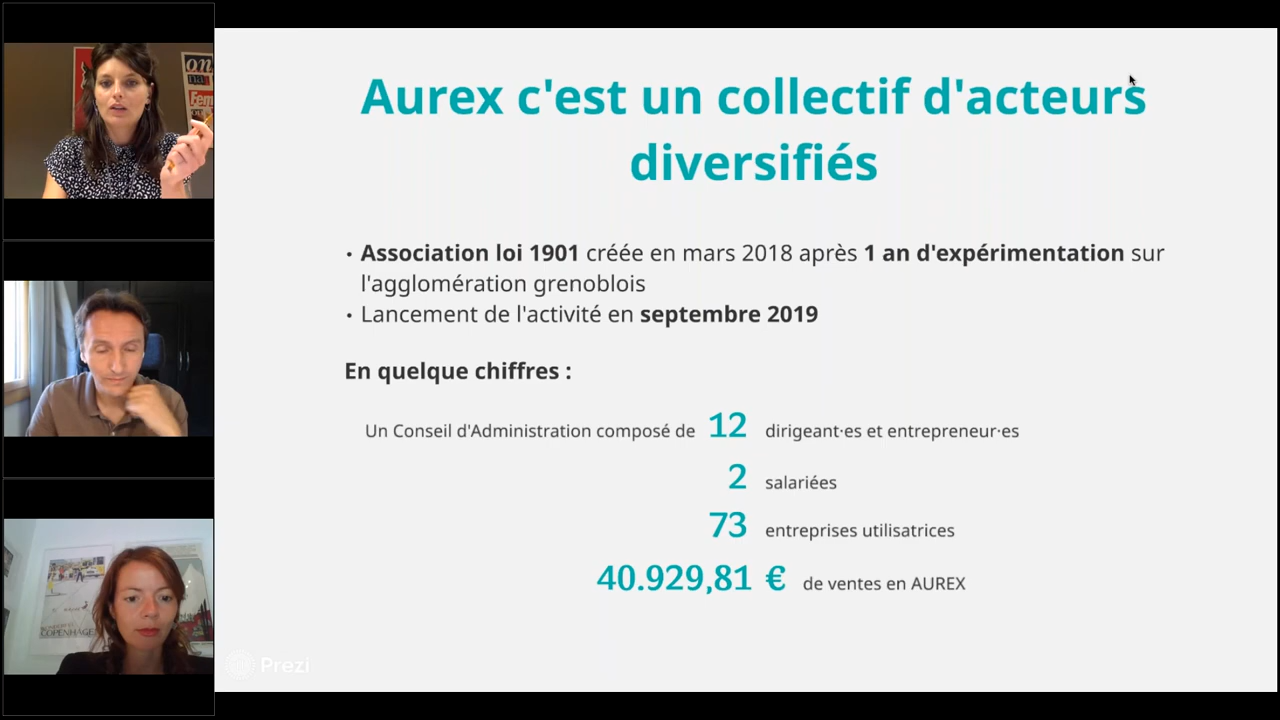 Aurex c'est un collectif d'acteurs
diversifiés
• Association loi 1901 créée en mars 2018 après 1 an d'expérimentation sur
l'agglomération grenoblois
• Lancement de l'activité en septembre 2019
En quelque chiffres :
Un Conseil d'Administration composé de 12 dirigeant·es et entrepreneur·es
2 salariées
73 entreprises utilisatrices
40.929,81 € de ventes en AUREX
Prezi
on
COPENHAGEN